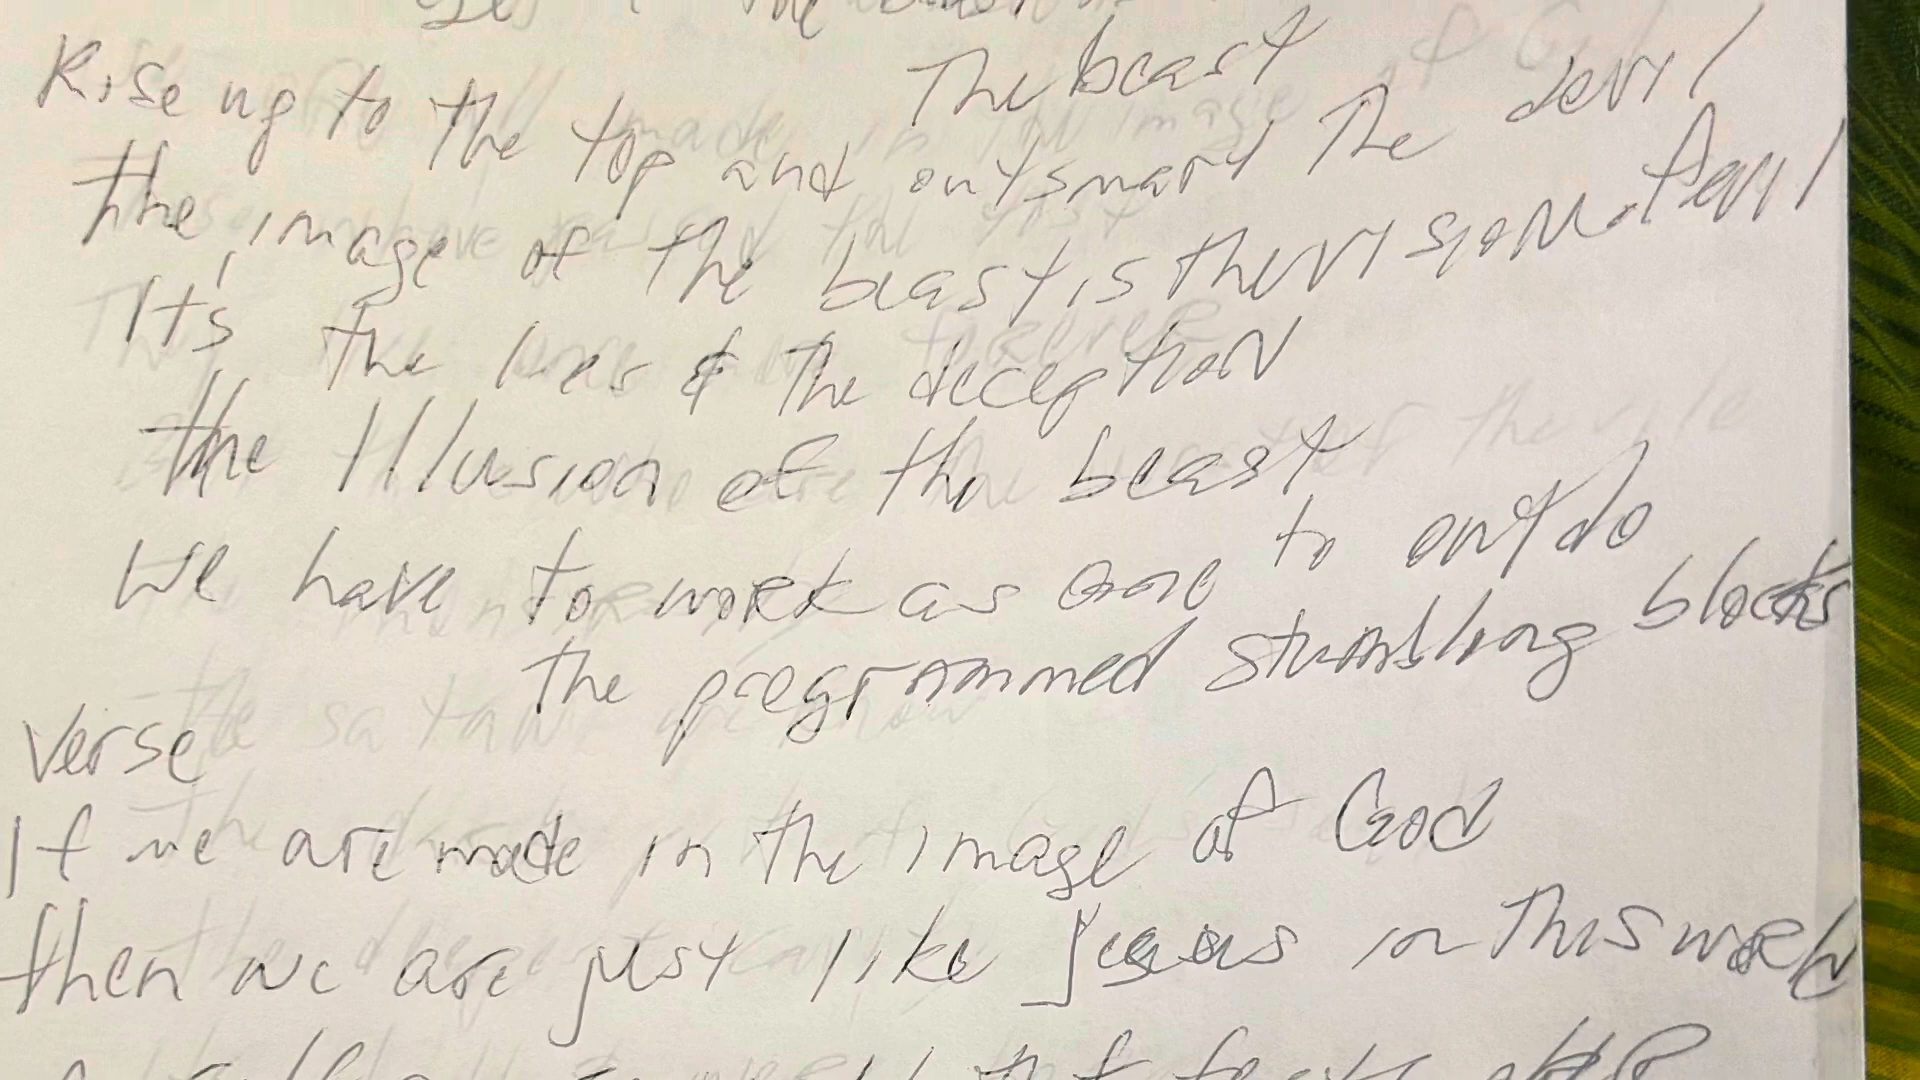 The beast
Rise up to the top and outsmart The devil
the image of the beast is the vision. 
It's the lies & the deception
the Illusion of the beast
We have to work as one to outdo
the programmed stumbling blocks
Verse
If we are made in the image of God
then we are just like Jesus in This world